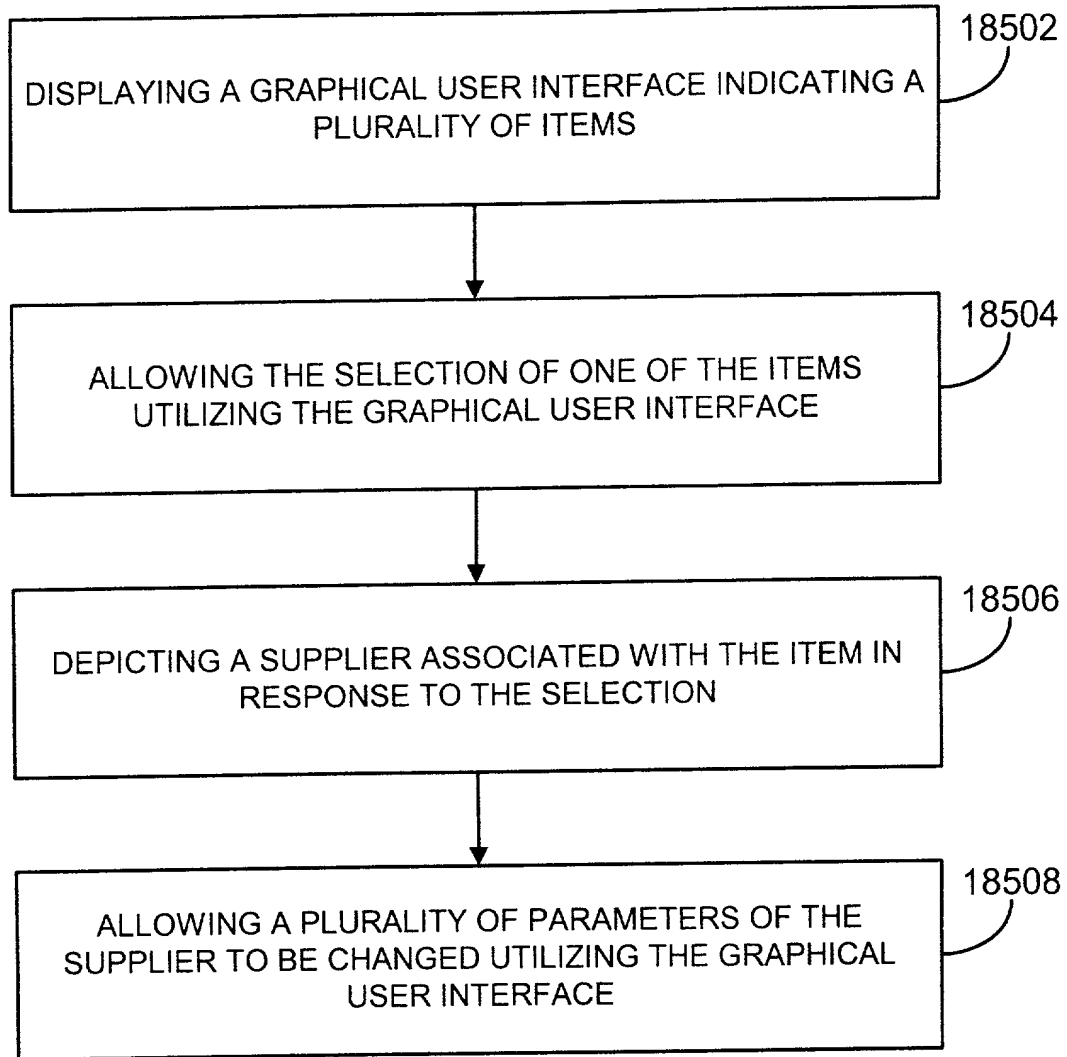 18502
DISPLAYING A GRAPHICAL USER INTERFACE INDICATING A
PLURALITY OF ITEMS
18504
ALLOWING THE SELECTION OF ONE OF THE ITEMS
UTILIZING THE GRAPHICAL USER INTERFACE
18506
DEPICTING A SUPPLIER ASSOCIATED WITH THE ITEM IN
RESPONSE TO THE SELECTION
18508
ALLOWING A PLURALITY OF PARAMETERS OF THE
SUPPLIER TO BE CHANGED UTILIZING THE GRAPHICAL
USER INTERFACE